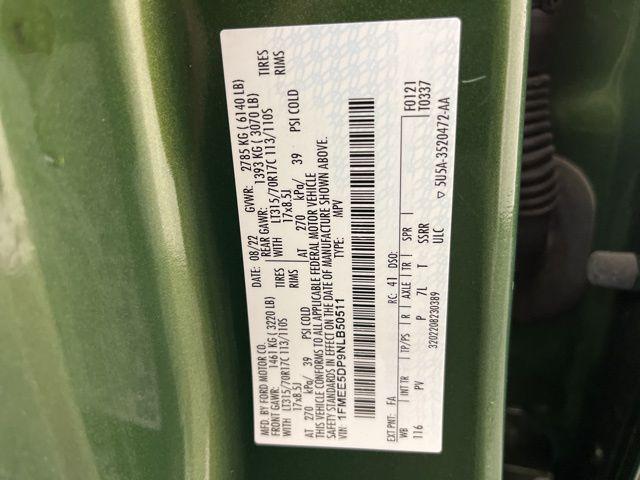 MFD. BY FORD MOTOR CO. DATE: 08/22 GVWR: 2785 KG ( 6140 LB)
FRONT GAWR: 1461 KG ( 3220 LB) REAR GAWR: 1393 KG ( 3070 LB)
WITH LT315/70R17C 113/110S TIRES WITH LT315/70R17C 113/110S TIRES
17x8.5J RIMS 17x8.5J RIMS
AT 270 kPa/ 39 PSI COLD AT 270 kPa/ 39 PSI COLD
THIS VEHICLE CONFORMS TO ALL APPLICABLE FEDERAL MOTOR VEHICLE
SAFETY STANDARDS IN EFFECT ON THE DATE OF MANUFACTURE SHOWN ABOVE.
VIN: 1FMEE5DP9NLB50511 TYPE: MPV
EXT PNT: FA RC: 41 DSO: F0121
WB INT TR TP/PS R AXLE TR SPR T0337
116 PV P 7L T SSRR
3202208230389 ULC
▽ 5U5A-3520472-AA